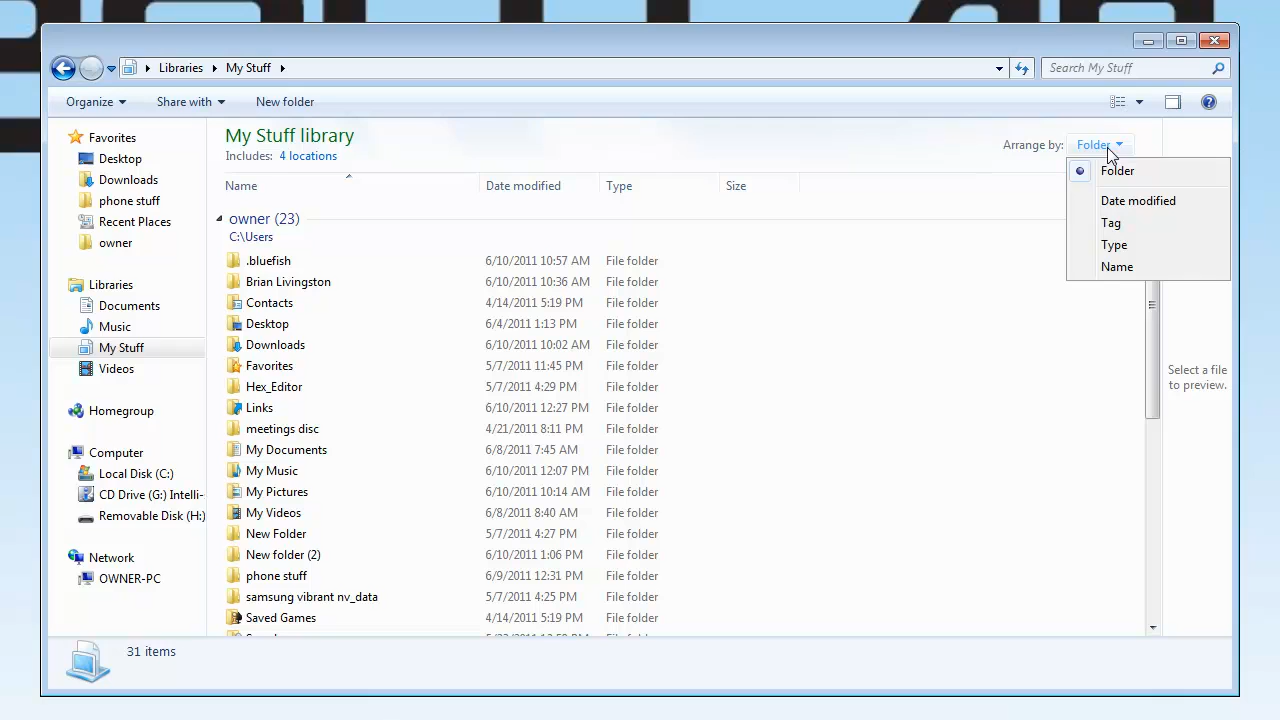 Libraries
My Stuff
Search My Stuff
Organize
Share with
New folder
My Stuff library
Includes: 4 locations
Arrange by: Folder
Folder
Date modified
Tag
Type
Name
Name Date modified Type Size
owner (23)
C:\Users
.bluefish 6/10/2011 10:57 AM File folder
Brian Livingston 6/10/2011 10:36 AM File folder
Contacts 4/14/2011 5:19 PM File folder
Desktop 6/4/2011 1:13 PM File folder
Downloads 6/10/2011 10:02 AM File folder
Favorites 5/7/2011 11:45 PM File folder
Hex_Editor 5/7/2011 4:29 PM File folder
Links 6/10/2011 12:27 PM File folder
meetings disc 4/21/2011 8:11 PM File folder
My Documents 6/8/2011 7:45 AM File folder
My Music 6/10/2011 12:07 PM File folder
My Pictures 6/10/2011 10:14 AM File folder
My Videos 6/8/2011 8:40 AM File folder
New Folder 5/7/2011 4:27 PM File folder
New folder (2) 6/10/2011 1:06 PM File folder
phone stuff 6/9/2011 12:31 PM File folder
samsung vibrant nv_data 5/7/2011 4:25 PM File folder
Saved Games 4/14/2011 5:19 PM File folder
Select a file
to preview.
Favorites
Desktop
Downloads
phone stuff
Recent Places
owner
Libraries
Documents
Music
My Stuff
Videos
Homegroup
Computer
Local Disk (C:)
CD Drive (G:) Intelli-
Removable Disk (H:)
Network
OWNER-PC
31 items